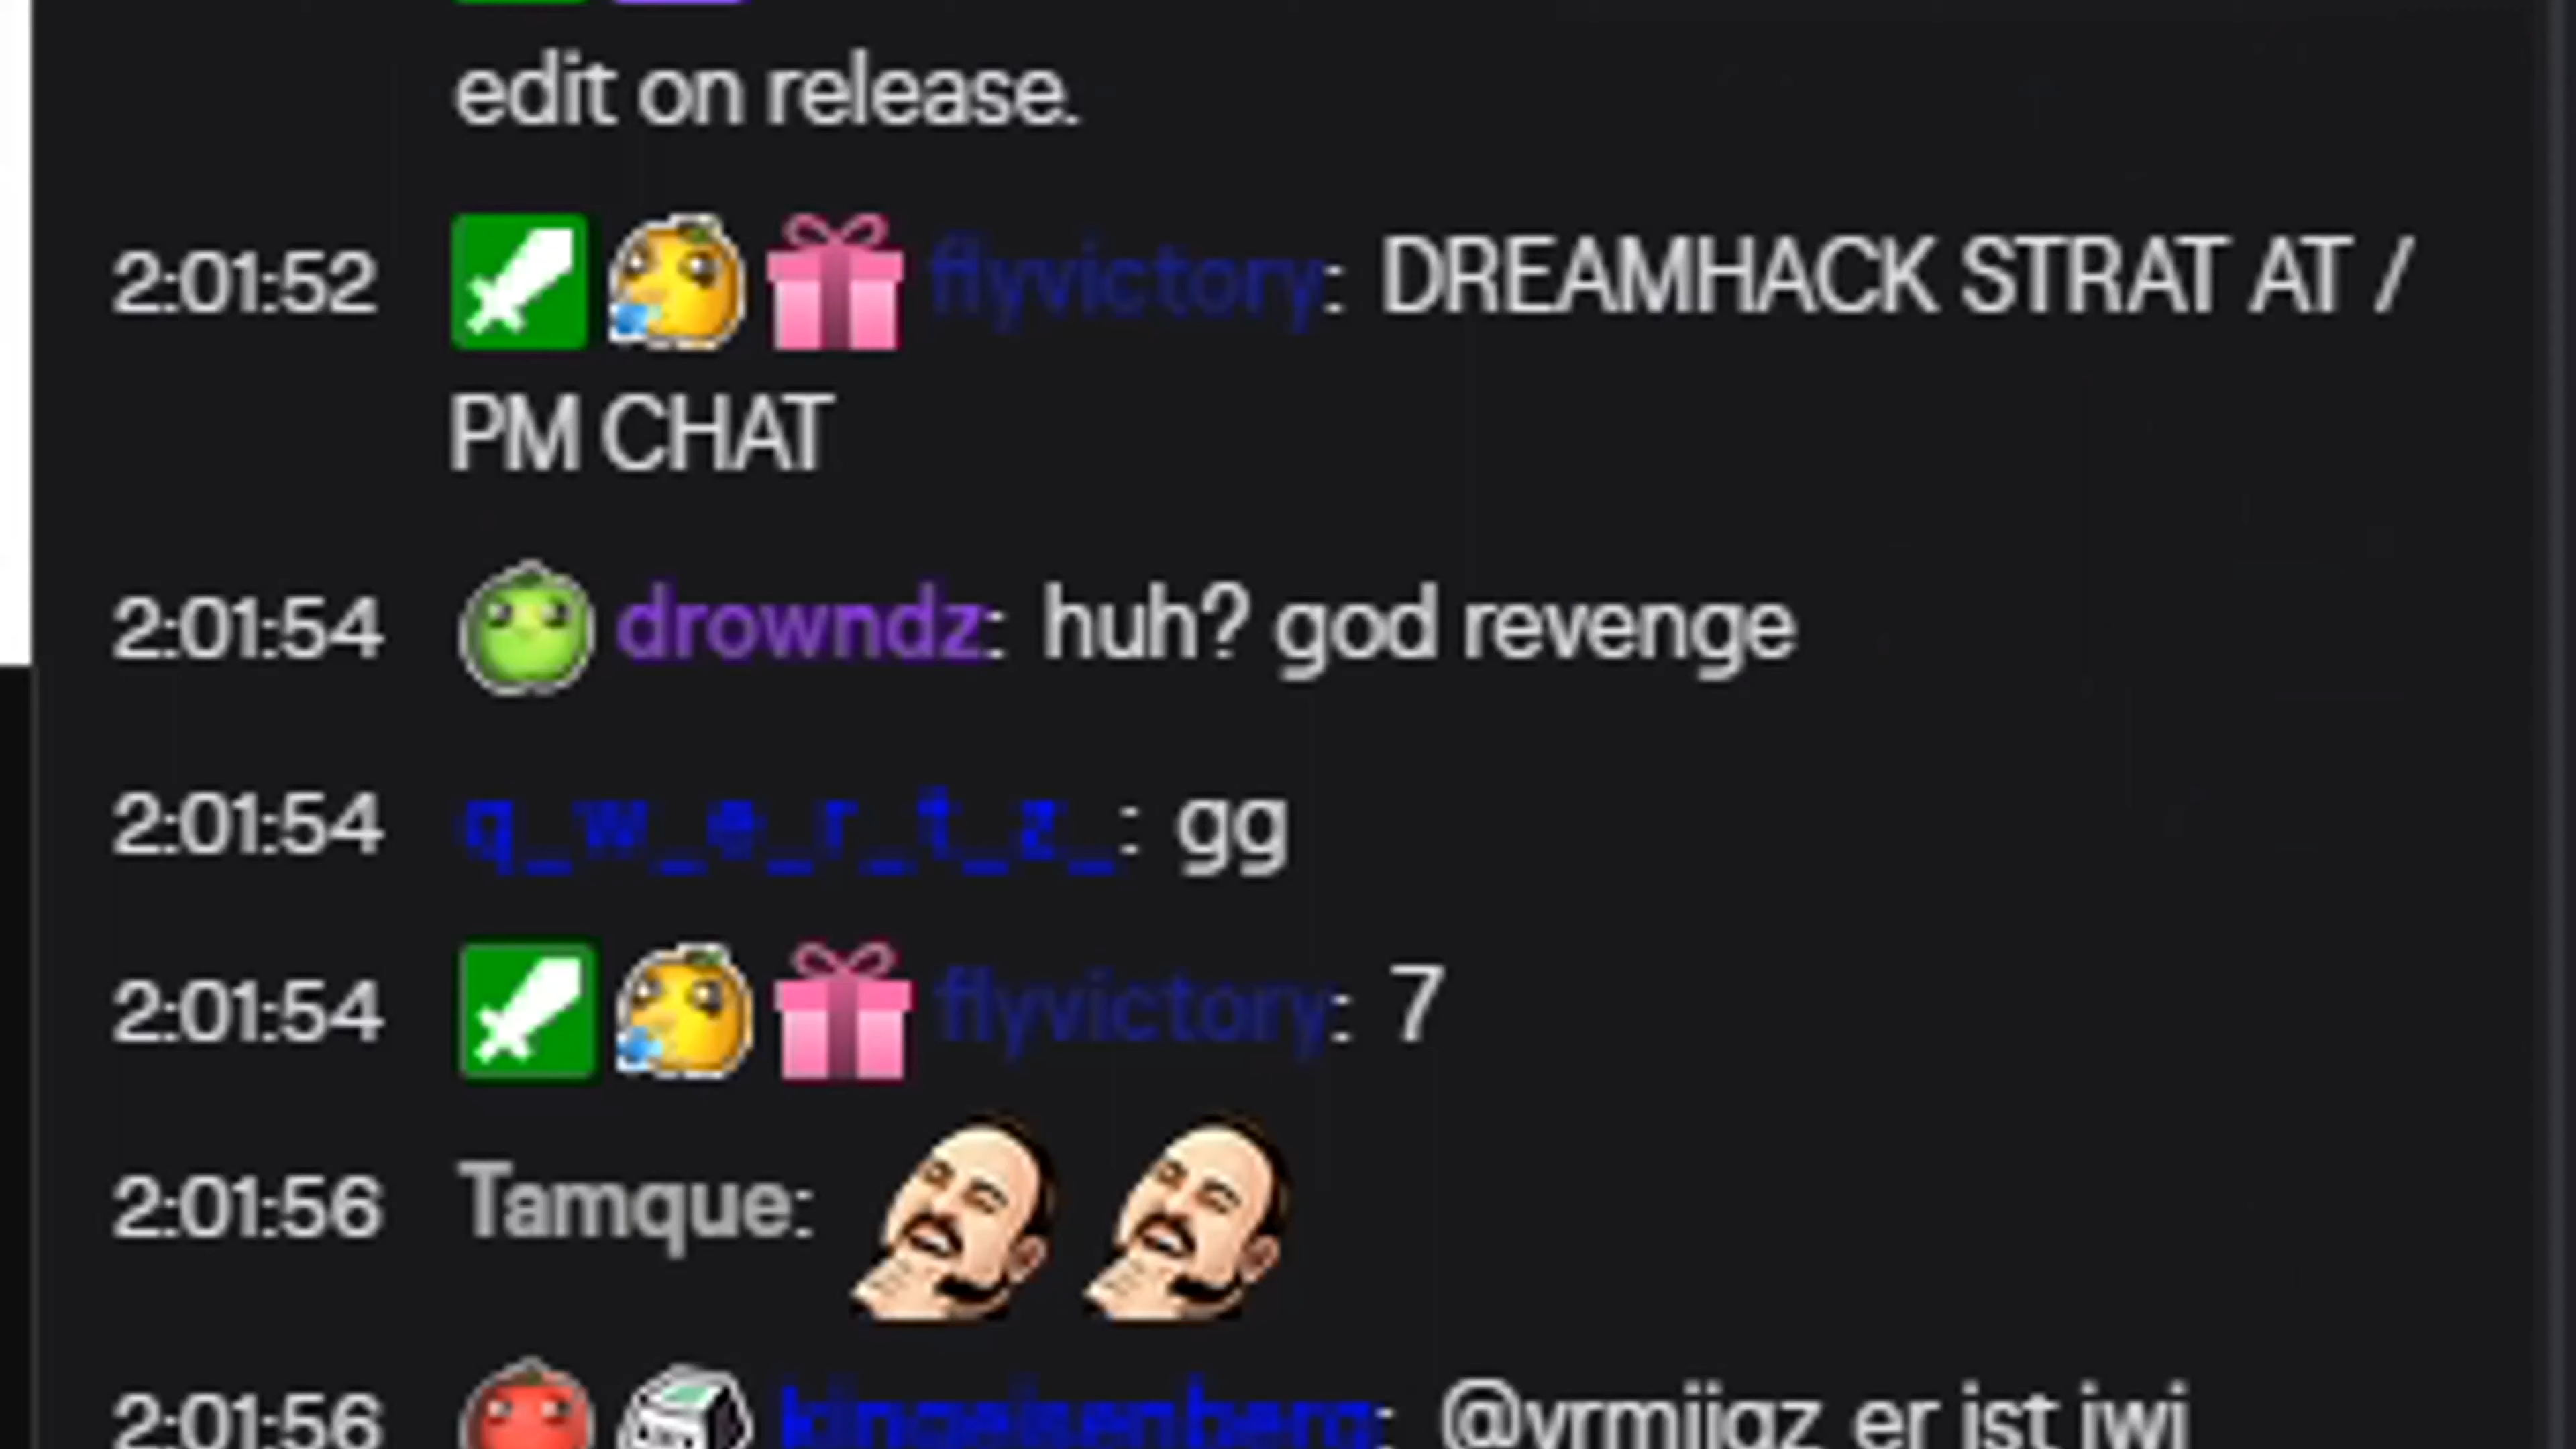 edit on release.
2:01:52 flyvictory: DREAMHACK STRAT AT /
PM CHAT
2:01:54 drowndz: huh? god revenge
2:01:54 q_w_e_r_t_z_: gg
2:01:54 flyvictory: 7
2:01:56 Tamque:
2:01:56 kingeisenberg: er ist iwi